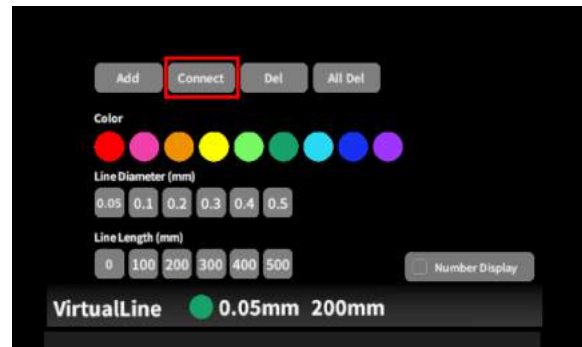 Add Connect Del All Del
Color
Line Diameter (mm)
0.05 0.1 0.2 0.3 0.4 0.5
Line Length (mm)
0 100 200 300 400 500
Number Display
VirtualLine 0.05mm 200mm